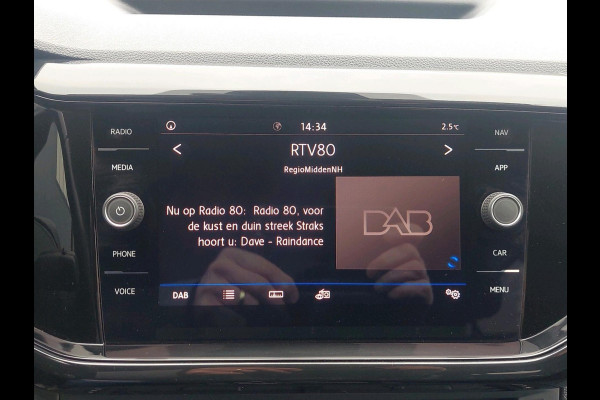 RADIO
14:34
2.5°C
NAV
RTV80
MEDIA
APP
RegioMiddenNH
Nu op Radio 80: Radio 80, voor
de kust en duin streek Straks
hoort u: Dave - Raindance
DAB
PHONE
CAR
VOICE
DAB
MENU